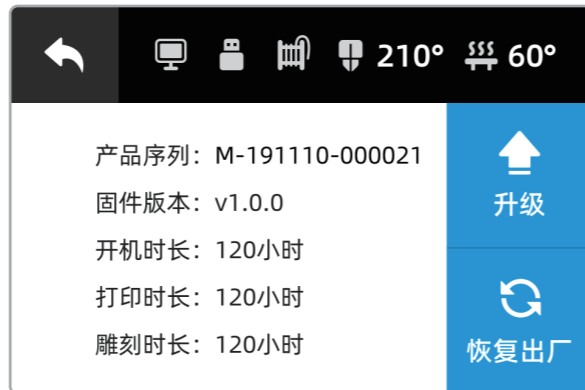 210° 60°
产品序列：M-191110-000021
固件版本：v1.0.0
开机时长：120小时
打印时长：120小时
雕刻时长：120小时
升级
恢复出厂